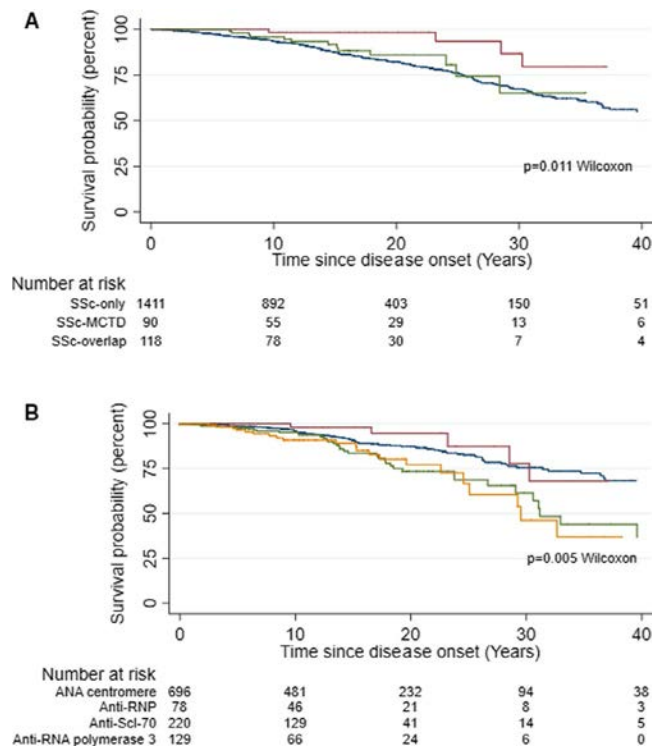 A
Survival probability (percent)
100
75
50
25
0
p=0.011 Wilcoxon
0 10 20 30 40
Time since disease onset (Years)
Number at risk
SSc-only 1411 892 403 150 51
SSc-MCTD 90 55 29 13 6
SSc-overlap 118 78 30 7 4
B
Survival probability (percent)
100
75
50
25
0
p=0.005 Wilcoxon
0 10 20 30 40
Time since disease onset (Years)
Number at risk
ANA centromere 696 481 232 94 38
Anti-RNP 78 46 21 8 3
Anti-Scl-70 220 129 41 14 5
Anti-RNA polymerase 3 129 66 24 6 0